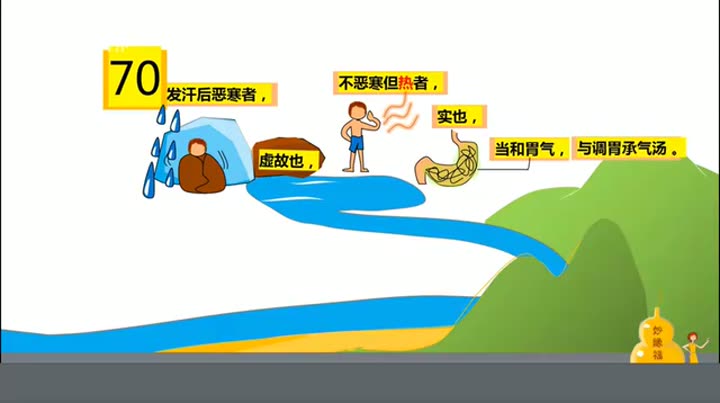 70
发汗后恶寒者，
虚故也，
不恶寒但热者，
实也，
当和胃气，
与调胃承气汤。